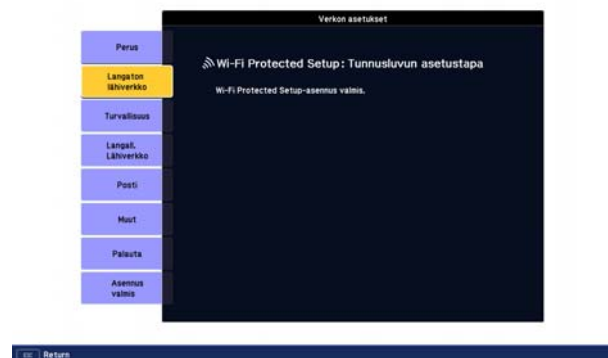 Verkon asetukset
Perus
Langaton
lähiverkko
Turvallisuus
Langall.
Lähiverkko
Posti
Muut
Palauta
Asennus
valmis
Wi-Fi Protected Setup: Tunnusluvun asetustapa
Wi-Fi Protected Setup-asennus valmis.
Esc Return